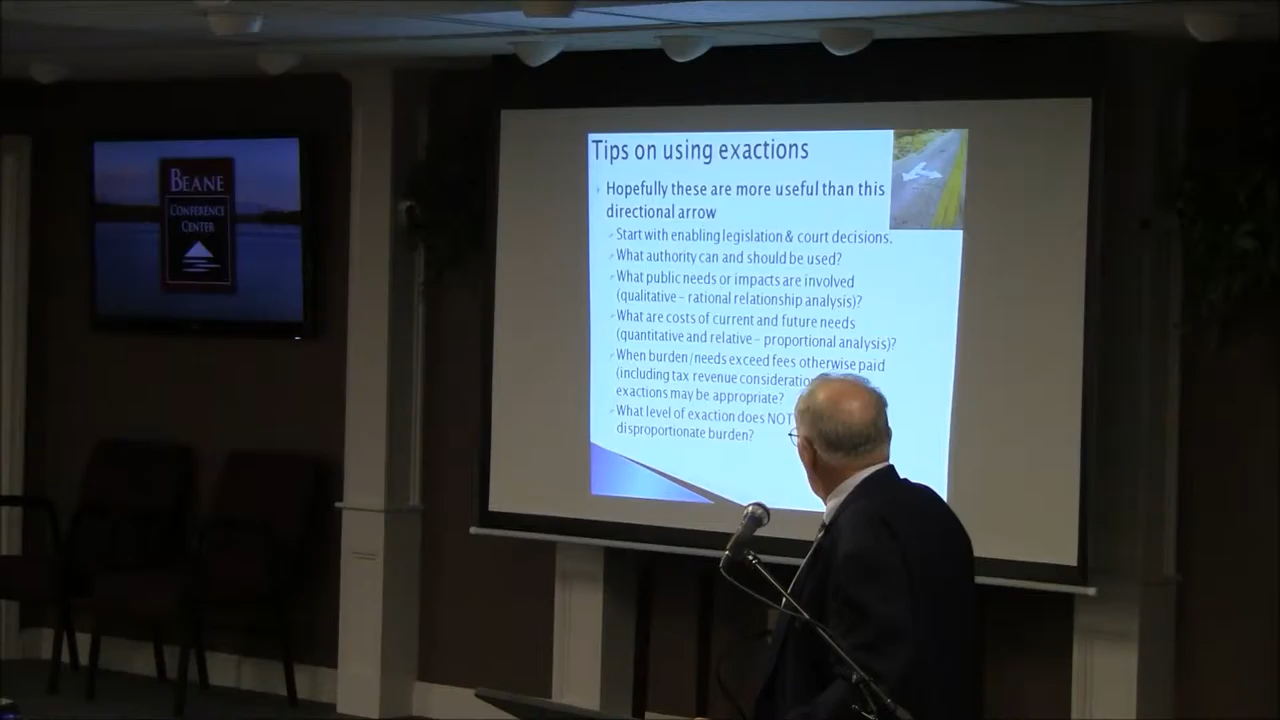 BEANE
CONFERENCE
CENTER
Tips on using exactions
Hopefully these are more useful than this
directional arrow
Start with enabling legislation & court decisions.
What authority can and should be used?
What public needs or impacts are involved
(qualitative – rational relationship analysis)?
What are costs of current and future needs
(quantitative and relative – proportional analysis)?
When burden/needs exceed fees otherwise paid
(including tax revenue
exactions may be appropriate?
What level of exaction does NOT
disproportionate burden?